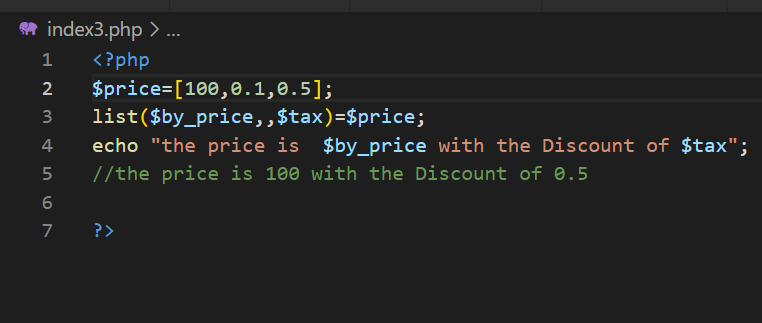 index3.php > ...
1 <?php
2 $price=[100,0.1,0.5];
3 list($by_price,,$tax)=$price;
4 echo "the price is  $by_price with the Discount of $tax";
5 //the price is 100 with the Discount of 0.5
6
7 ?>